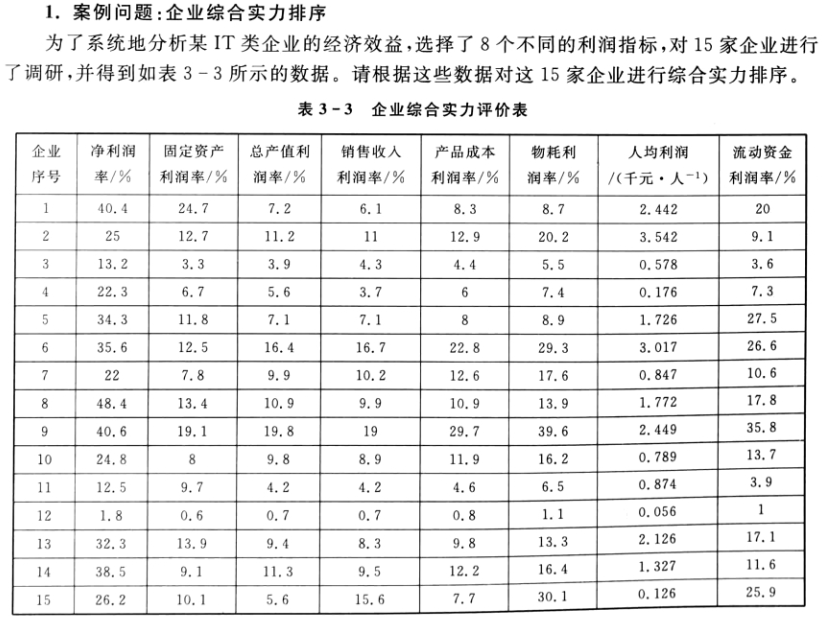 1. 案例问题:企业综合实力排序
为了系统地分析某 IT 类企业的经济效益,选择了 8 个不同的利润指标,对 15 家企业进行
了调研,并得到如表 3-3 所示的数据。请根据这些数据对这 15 家企业进行综合实力排序。
表 3-3 企业综合实力评价表
企业序号 净利润率/% 固定资产利润率/% 总产值利润率/% 销售收入利润率/% 产品成本利润率/% 物耗利润率/% 人均利润/(千元·人⁻¹) 流动资金利润率/%
1 40.4 24.7 7.2 6.1 8.3 8.7 2.442 20
2 25 12.7 11.2 11 12.9 20.2 3.542 9.1
3 13.2 3.3 3.9 4.3 4.4 5.5 0.578 3.6
4 22.3 6.7 5.6 3.7 6 7.4 0.176 7.3
5 34.3 11.8 7.1 7.1 8 8.9 1.726 27.5
6 35.6 12.5 16.4 16.7 22.8 29.3 3.017 26.6
7 22 7.8 9.9 10.2 12.6 17.6 0.847 10.6
8 48.4 13.4 10.9 9.9 10.9 13.9 1.772 17.8
9 40.6 19.1 19.8 19 29.7 39.6 2.449 35.8
10 24.8 8 9.8 8.9 11.9 16.2 0.789 13.7
11 12.5 9.7 4.2 4.2 4.6 6.5 0.874 3.9
12 1.8 0.6 0.7 0.7 0.8 1.1 0.056 1
13 32.3 13.9 9.4 8.3 9.8 13.3 2.126 17.1
14 38.5 9.1 11.3 9.5 12.2 16.4 1.327 11.6
15 26.2 10.1 5.6 15.6 7.7 30.1 0.126 25.9